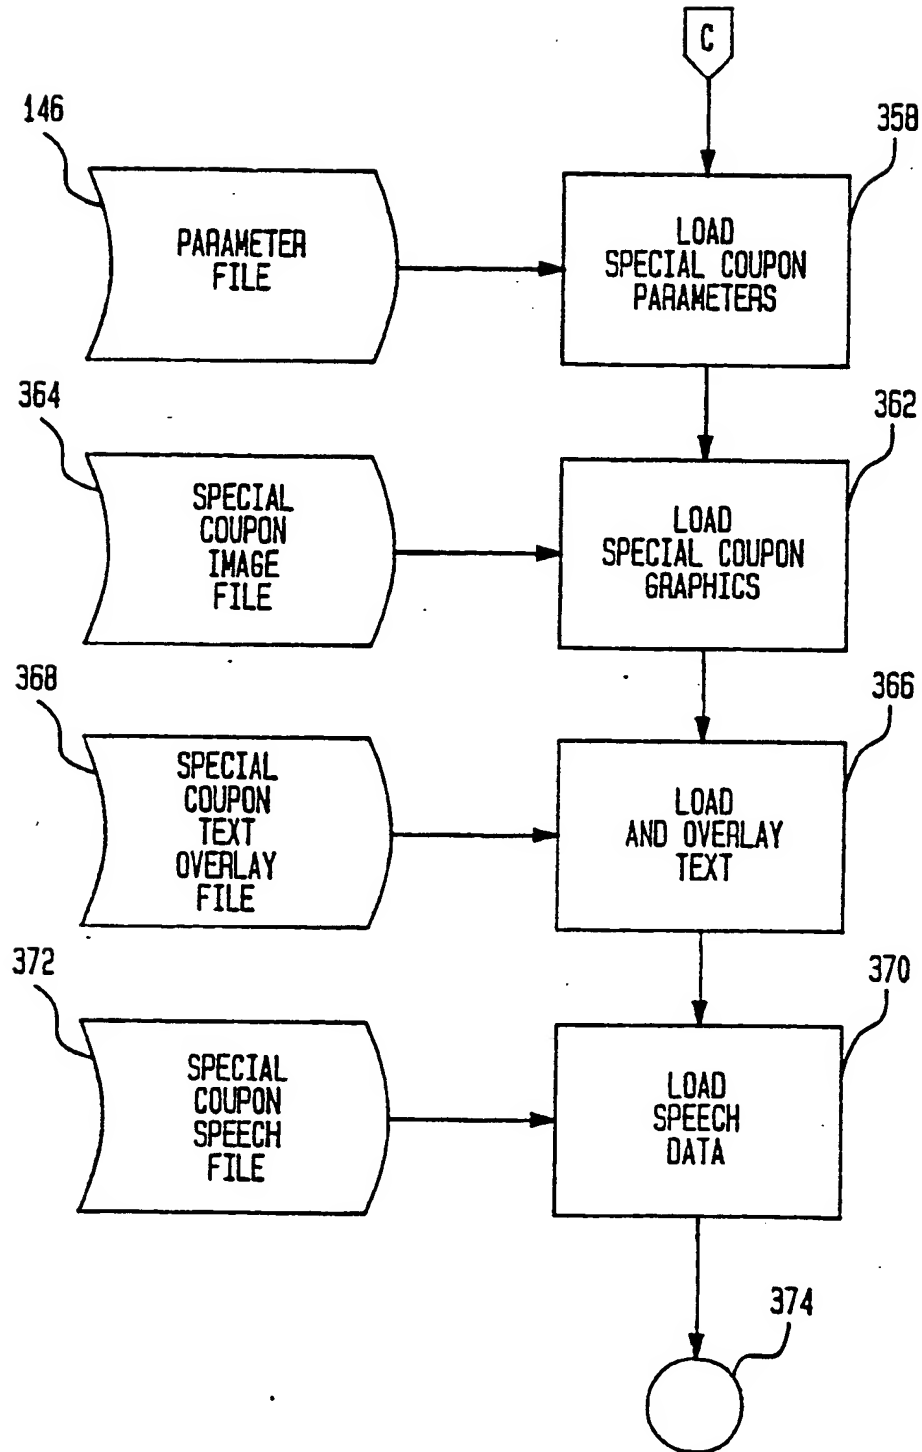 C
146
358
PARAMETER
FILE
LOAD
SPECIAL COUPON
PARAMETERS
364
362
SPECIAL
COUPON
IMAGE
FILE
LOAD
SPECIAL COUPON
GRAPHICS
368
366
SPECIAL
COUPON
TEXT
OVERLAY
FILE
LOAD
AND OVERLAY
TEXT
372
370
SPECIAL
COUPON
SPEECH
FILE
LOAD
SPEECH
DATA
374